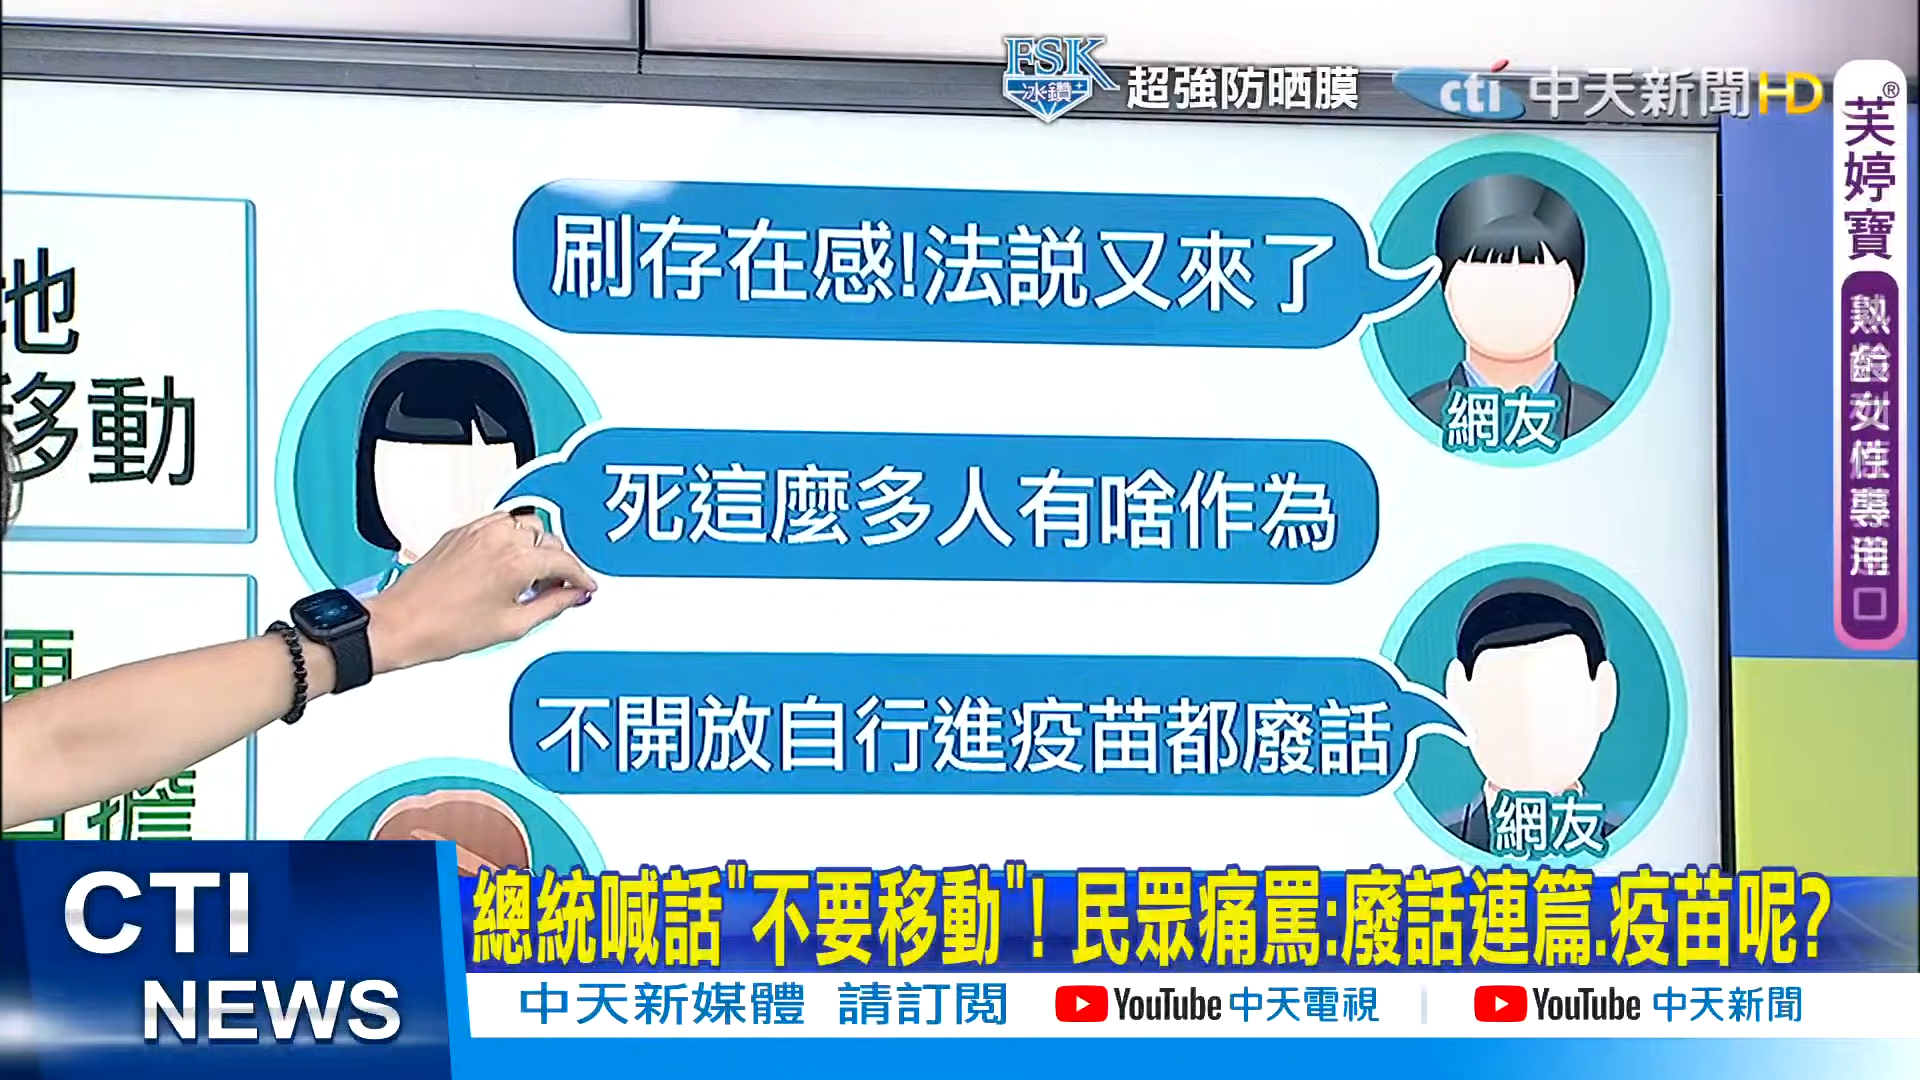 FSK
冰鑽
超強防晒膜
cti 中天新聞HD
芙婷寶®
熟齡女性專用
地
移動
刷存在感!法説又來了
網友
死這麼多人有啥作為
不開放自行進疫苗都廢話
網友
擔
CTI
NEWS
總統喊話"不要移動"! 民眾痛罵:廢話連篇.疫苗呢?
中天新媒體 請訂閱 YouTube 中天電視 | YouTube 中天新聞